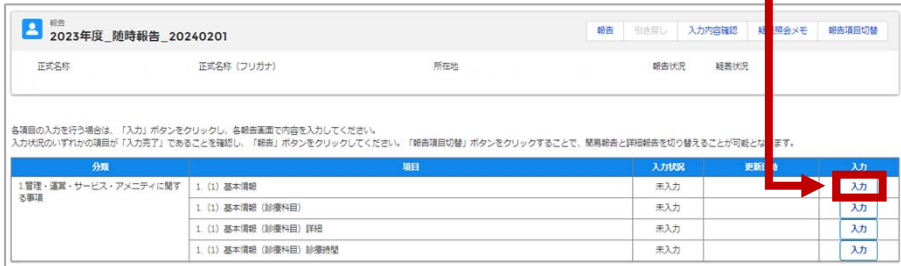 報告
2023年度_随時報告_20240201
報告 引き戻し 入力内容確認 疑義照会メモ 報告項目切替
正式名称 正式名称（フリガナ） 所在地 報告状況 疑義状況
各項目の入力を行う場合は、「入力」ボタンをクリックし、各報告画面で内容を入力してください。
入力状況のいずれかの項目が「入力完了」であることを確認し、「報告」ボタンをクリックしてください。「報告項目切替」ボタンをクリックすることで、簡易報告と詳細報告を切り替えることが可能となります。
分類 項目 入力状況 更新日時 入力
1.管理・運営・サービス・アメニティに関す
る事項
1.（1）基本情報 未入力 入力
1.（1）基本情報（診療科目） 未入力 入力
1.（1）基本情報（診療科目）詳細 未入力 入力
1.（1）基本情報（診療科目）診療時間 未入力 入力